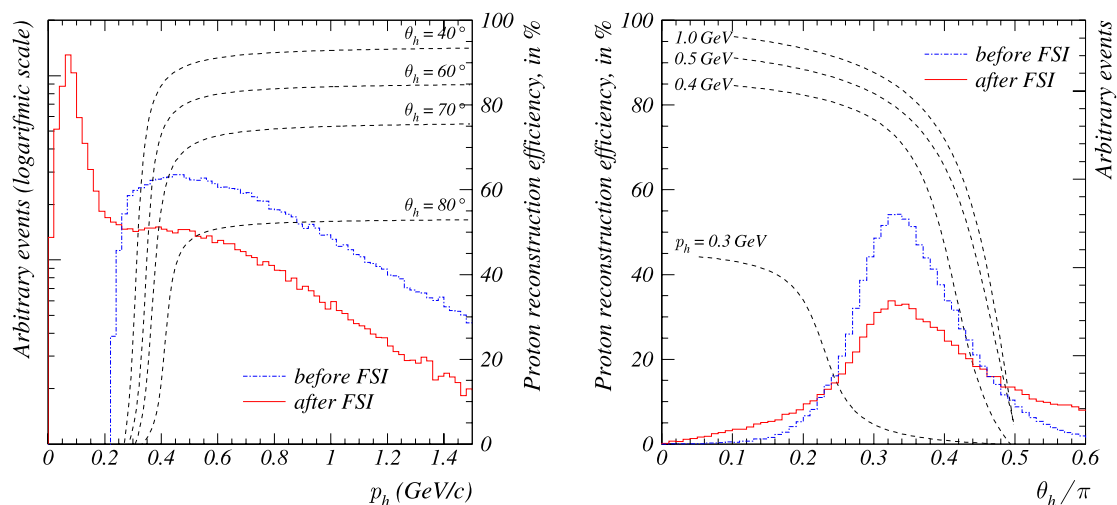 Arbitrary events (logarifmic scale)
100
80
60
40
20
0
Proton reconstruction efficiency, in %
θh = 40°
θh = 60°
θh = 70°
θh = 80°
before FSI
after FSI
0 0.2 0.4 0.6 0.8 1 1.2 1.4
ph (GeV/c)
Proton reconstruction efficiency, in %
100
80
60
40
20
0
1.0 GeV
0.5 GeV
0.4 GeV
ph = 0.3 GeV
before FSI
after FSI
Arbitrary events
0 0.1 0.2 0.3 0.4 0.5 0.6
θh/π